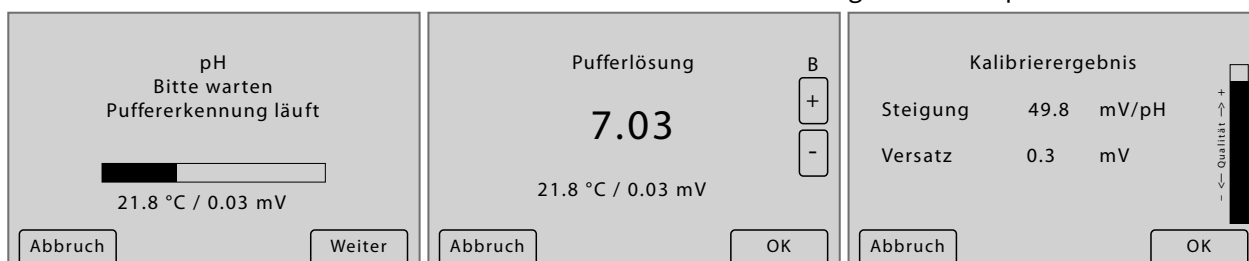 pH
Bitte warten
Puffererkennung läuft
21.8 °C / 0.03 mV
Abbruch
Weiter
Pufferlösung
B
+
7.03
-
21.8 °C / 0.03 mV
Abbruch
OK
Kalibrierergebnis
Steigung 49.8 mV/pH
Versatz 0.3 mV
- <— Qualität —> +
Abbruch
OK